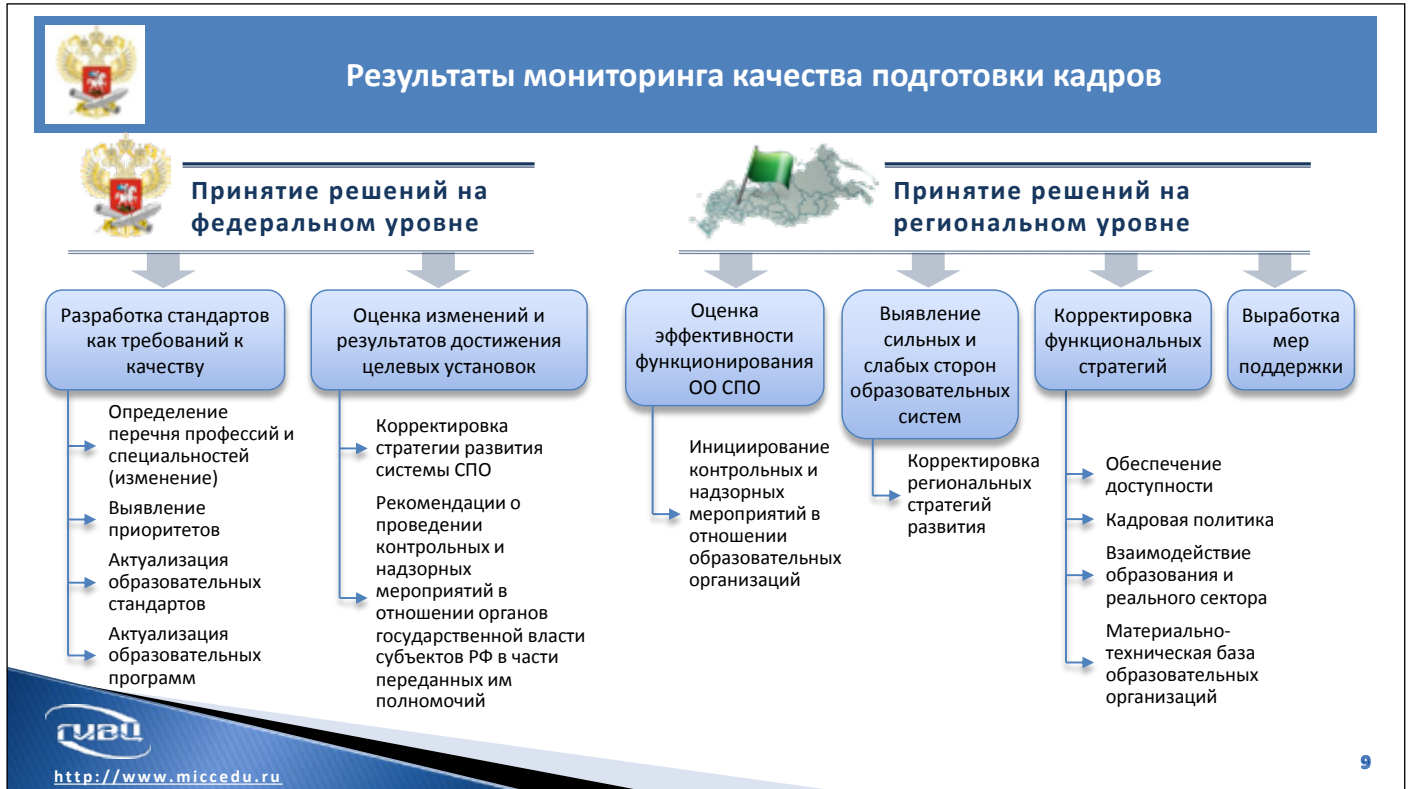 Результаты мониторинга качества подготовки кадров
Принятие решений на
федеральном уровне
Разработка стандартов
как требований к
качеству
Определение
перечня профессий и
специальностей
(изменение)
Выявление
приоритетов
Актуализация
образовательных
стандартов
Актуализация
образовательных
программ
Оценка изменений и
результатов достижения
целевых установок
Корректировка
стратегии развития
системы СПО
Рекомендации о
проведении
контрольных и
надзорных
мероприятий в
отношении органов
государственной власти
субъектов РФ в части
переданных им
полномочий
Принятие решений на
региональном уровне
Оценка
эффективности
функционирования
ОО СПО
Инициирование
контрольных и
надзорных
мероприятий в
отношении
образовательных
организаций
Выявление
сильных и
слабых сторон
образовательных
систем
Корректировка
региональных
стратегий
развития
Корректировка
функциональных
стратегий
Обеспечение
доступности
Кадровая политика
Взаимодействие
образования и
реального сектора
Материально-
техническая база
образовательных
организаций
Выработка
мер
поддержки
ГИВЦ
http://www.miccedu.ru
9